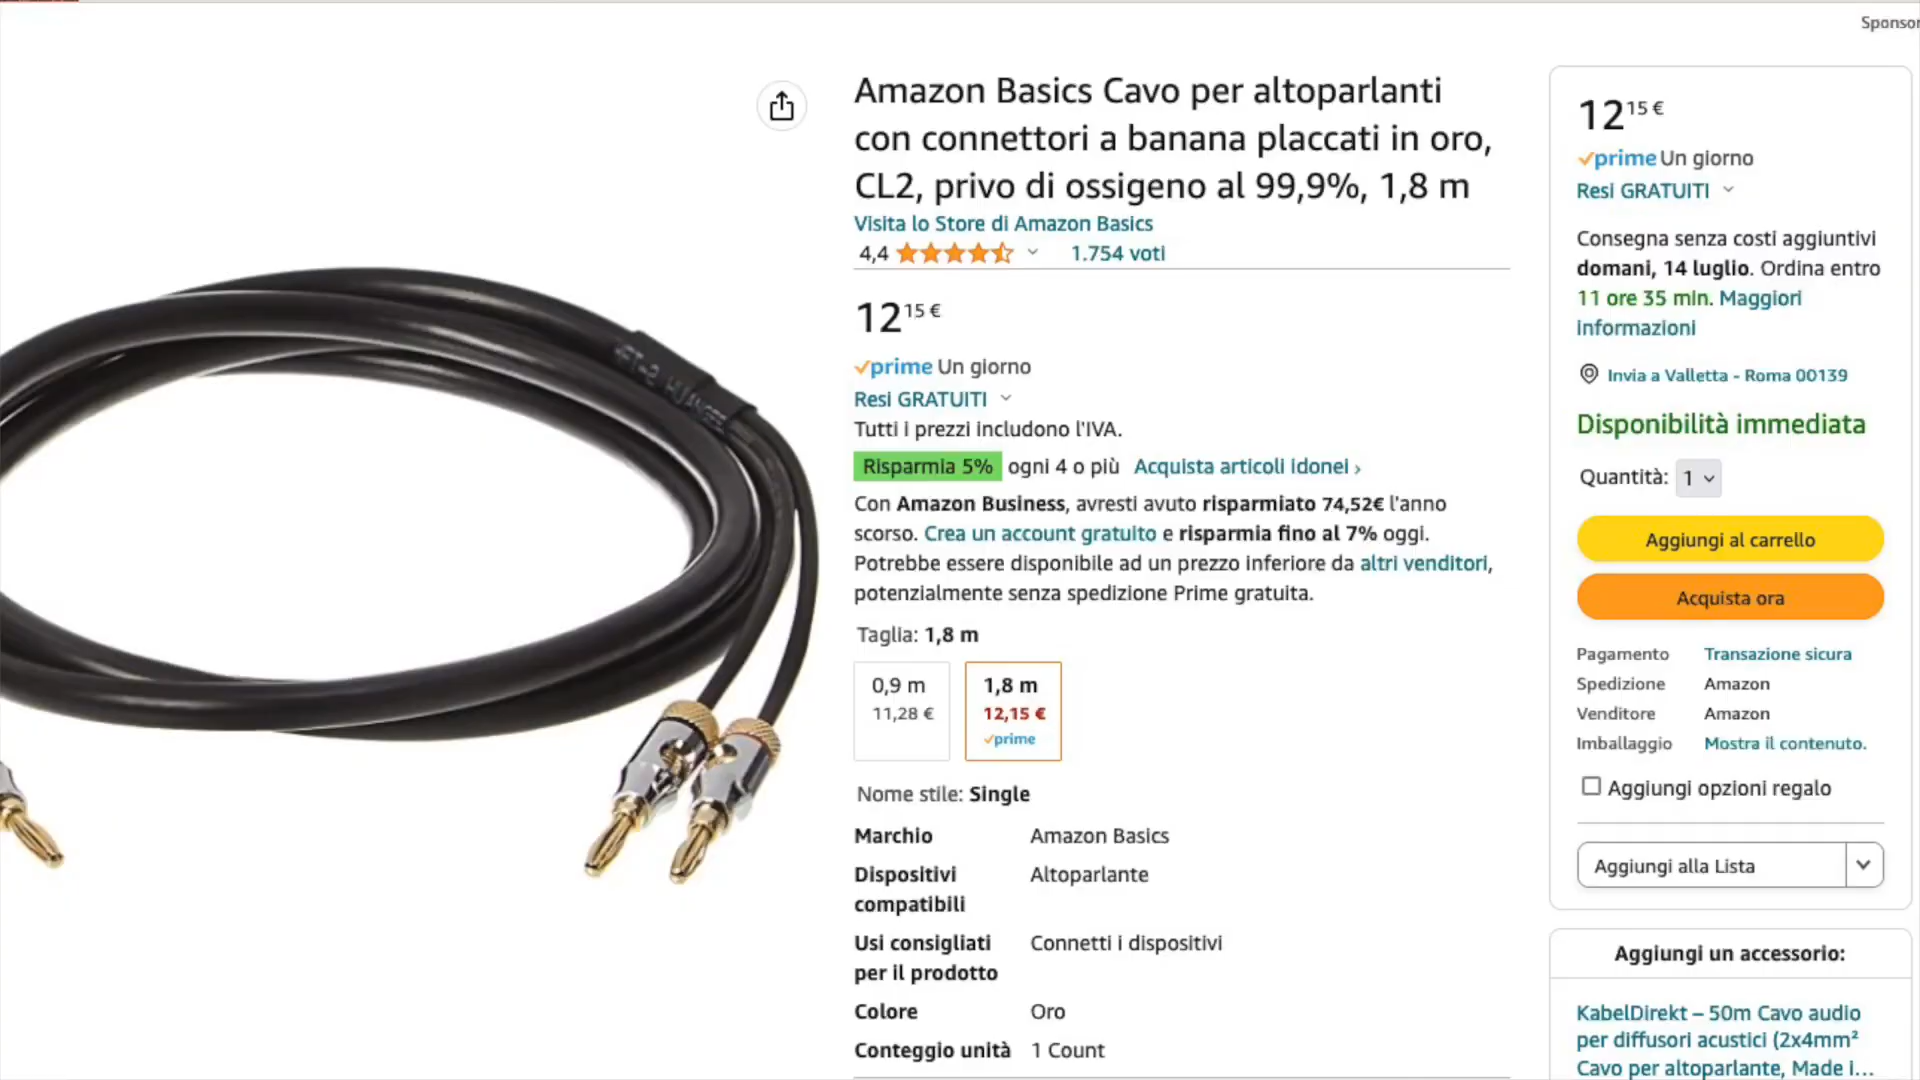 Amazon Basics Cavo per altoparlanti
con connettori a banana placcati in oro,
CL2, privo di ossigeno al 99,9%, 1,8 m
Visita lo Store di Amazon Basics
4,4 1.754 voti
12 15 €
prime Un giorno
Resi GRATUITI
Tutti i prezzi includono l'IVA.
Risparmia 5% ogni 4 o più Acquista articoli idonei ›
Con Amazon Business, avresti avuto risparmiato 74,52€ l'anno
scorso. Crea un account gratuito e risparmia fino al 7% oggi.
Potrebbe essere disponibile ad un prezzo inferiore da altri venditori,
potenzialmente senza spedizione Prime gratuita.
Taglia: 1,8 m
0,9 m
11,28 €
1,8 m
12,15 €
prime
Nome stile: Single
Marchio Amazon Basics
Dispositivi Altoparlante
compatibili
Usi consigliati Connetti i dispositivi
per il prodotto
Colore Oro
Conteggio unità 1 Count
12 15 €
prime Un giorno
Resi GRATUITI
Consegna senza costi aggiuntivi
domani, 14 luglio. Ordina entro
11 ore 35 min. Maggiori
informazioni
Invia a Valletta - Roma 00139
Disponibilità immediata
Quantità: 1
Aggiungi al carrello
Acquista ora
Pagamento Transazione sicura
Spedizione Amazon
Venditore Amazon
Imballaggio Mostra il contenuto.
Aggiungi opzioni regalo
Aggiungi alla Lista
Aggiungi un accessorio:
KabelDirekt – 50m Cavo audio
per diffusori acustici (2x4mm²
Cavo per altoparlante, Made i...